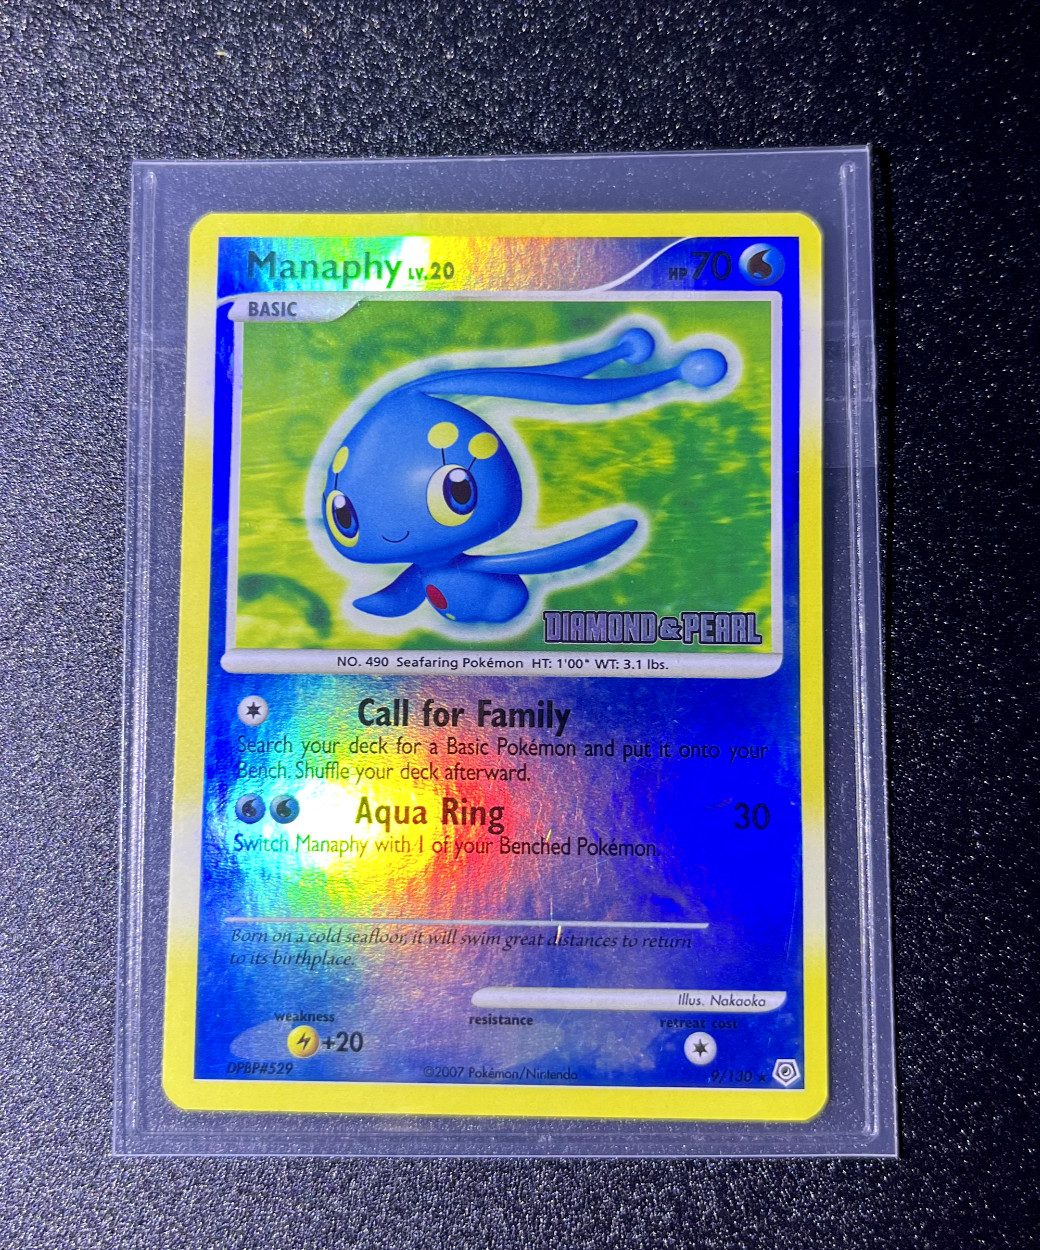 Manaphy LV.20 HP 70
BASIC
DIAMOND & PEARL
NO. 490 Seafaring Pokémon HT: 1'00" WT: 3.1 lbs.
Call for Family
Search your deck for a Basic Pokémon and put it onto your
Bench. Shuffle your deck afterward.
Aqua Ring 30
Switch Manaphy with 1 of your Benched Pokémon.
Born on a cold seafloor, it will swim great distances to return
to its birthplace.
Illus. Nakaoka
weakness resistance retreat cost
+20
DPBP#529 ©2007 Pokémon/Nintendo 9/130 ★